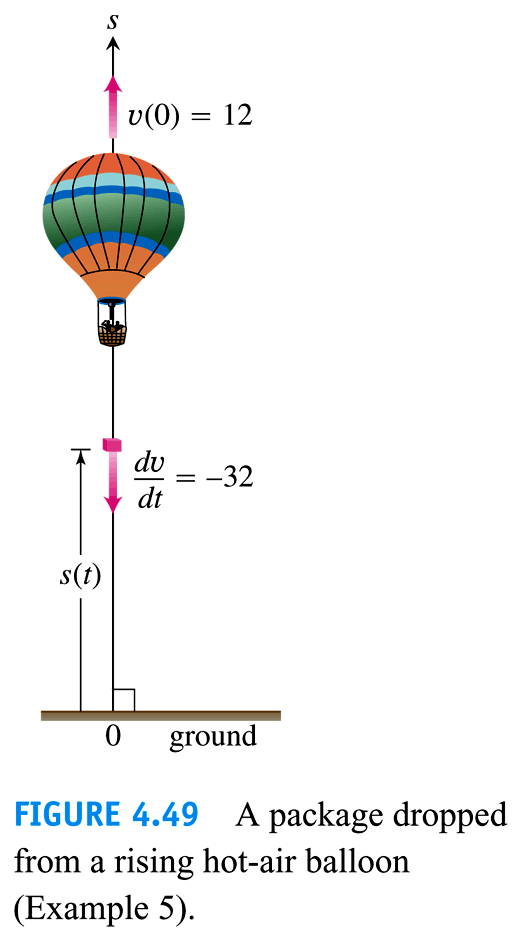 s
v(0) = 12
dv/dt = –32
s(t)
0 ground
FIGURE 4.49 A package dropped
from a rising hot-air balloon
(Example 5).